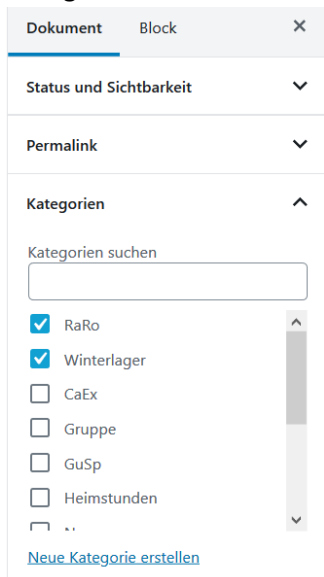 Dokument Block
Status und Sichtbarkeit
Permalink
Kategorien
Kategorien suchen
RaRo
Winterlager
CaEx
Gruppe
GuSp
Heimstunden
Neue Kategorie erstellen